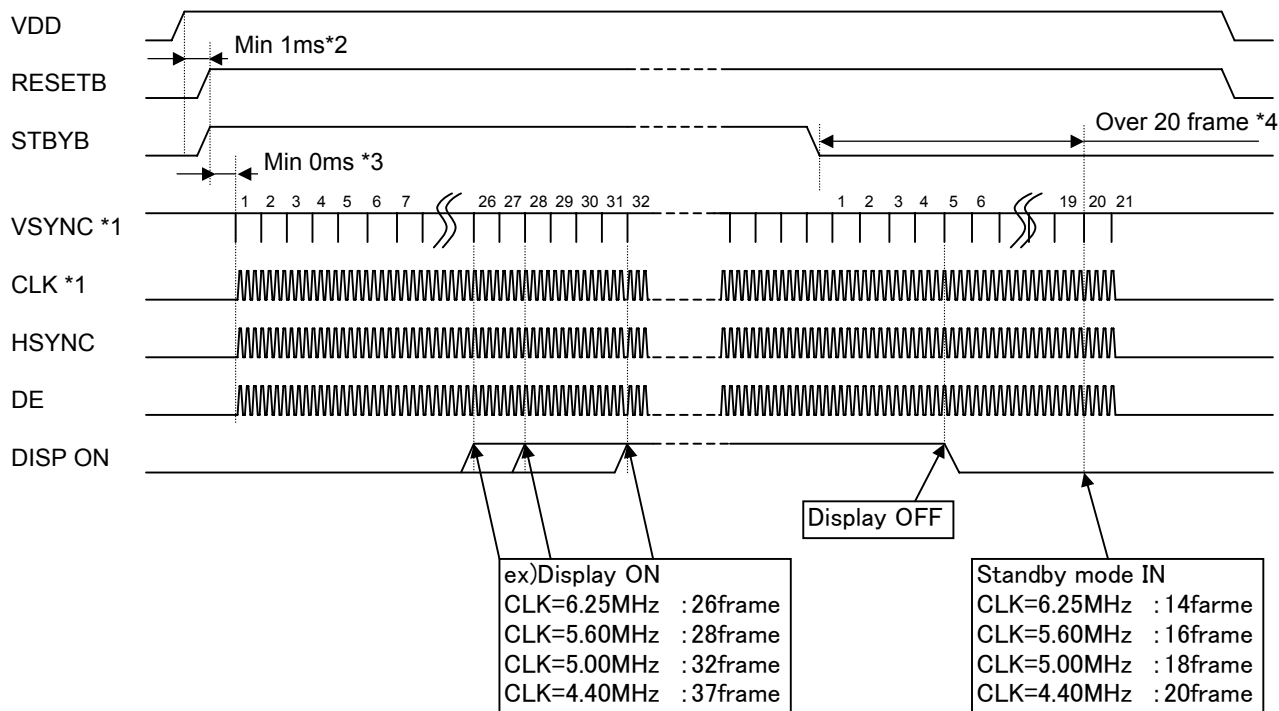 VDD
Min 1ms*2
RESETB
STBYB
Over 20 frame *4
Min 0ms *3
VSYNC *1
1 2 3 4 5 6 7 26 27 28 29 30 31 32 1 2 3 4 5 6 19 20 21
CLK *1
HSYNC
DE
DISP ON
Display OFF
ex)Display ON
CLK=6.25MHz :26frame
CLK=5.60MHz :28frame
CLK=5.00MHz :32frame
CLK=4.40MHz :37frame
Standby mode IN
CLK=6.25MHz :14farme
CLK=5.60MHz :16frame
CLK=5.00MHz :18frame
CLK=4.40MHz :20frame